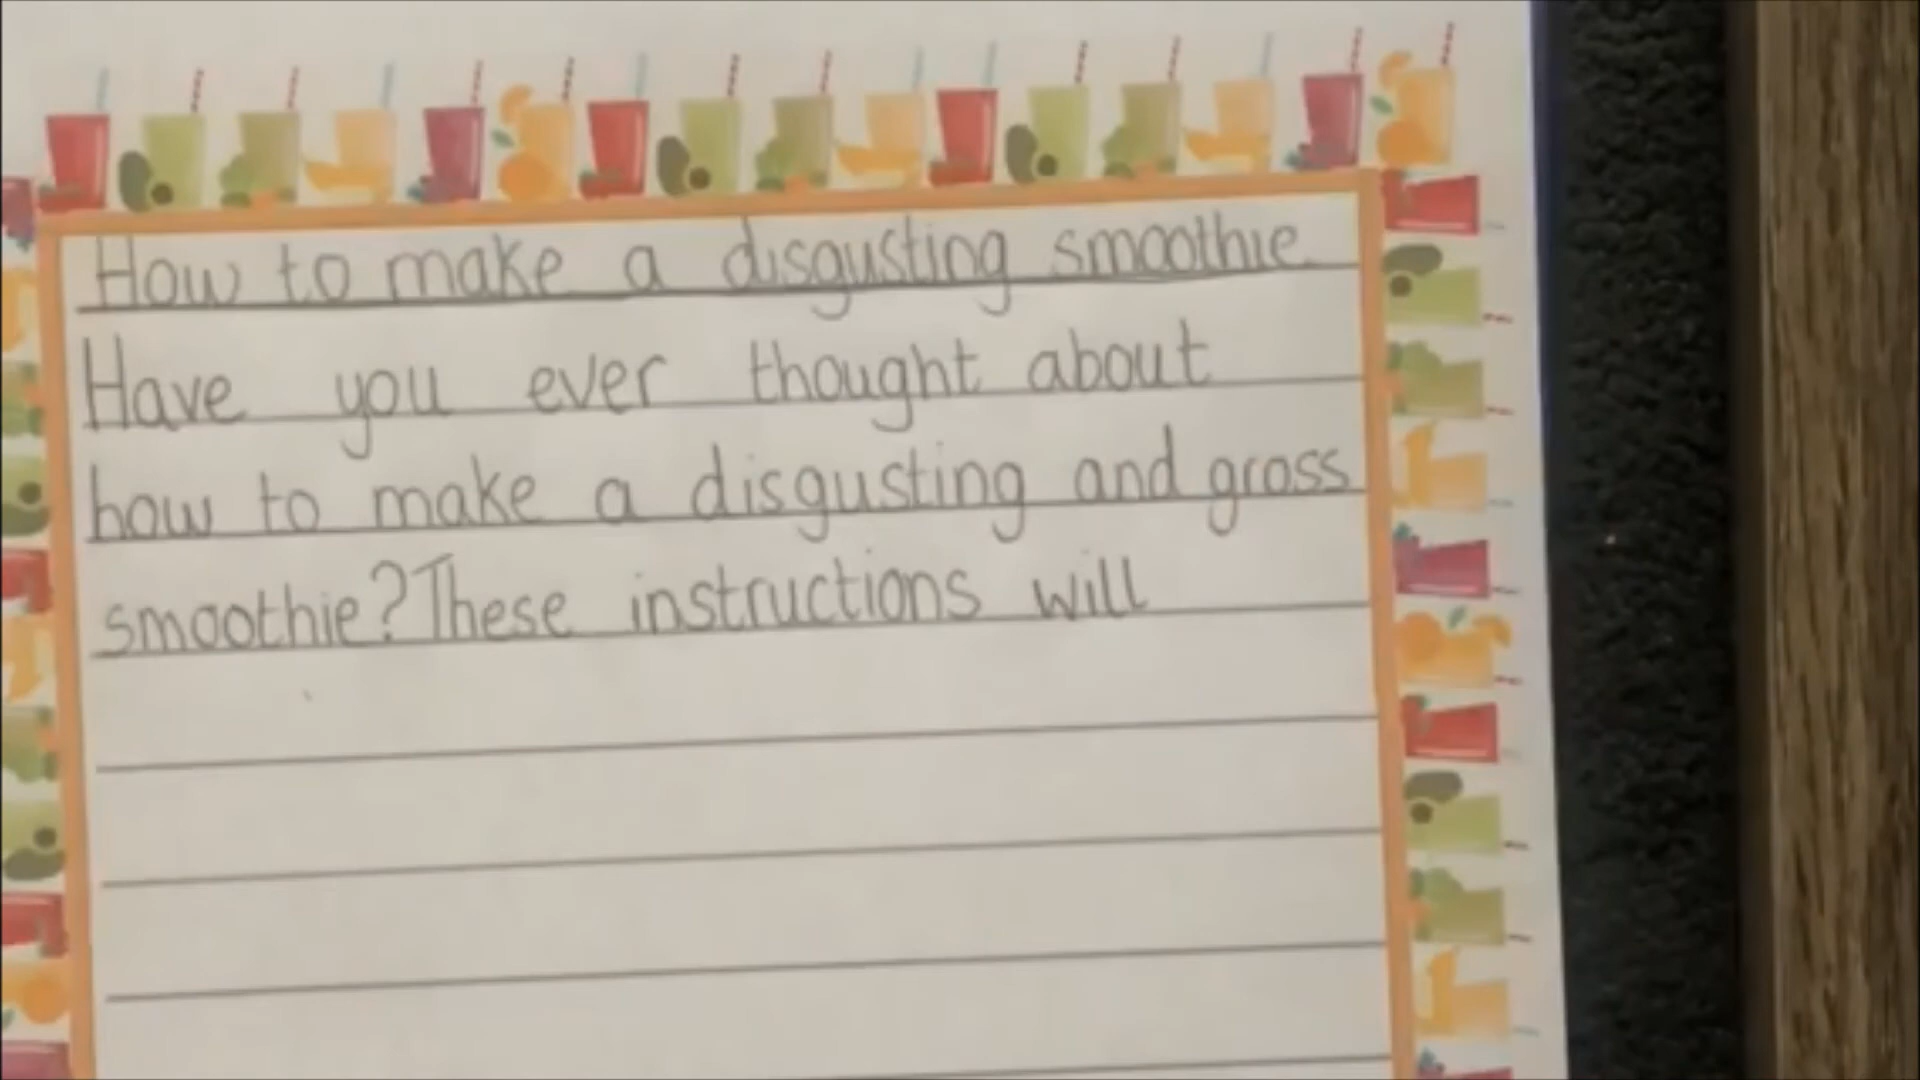 How to make a disgusting smoothie
Have you ever thought about
how to make a disgusting and gross
smoothie? These instructions will